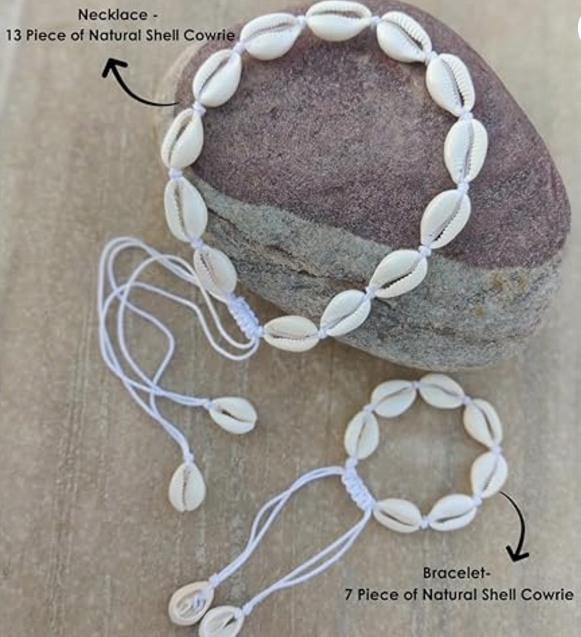 Necklace -
13 Piece of Natural Shell Cowrie
Bracelet-
7 Piece of Natural Shell Cowrie